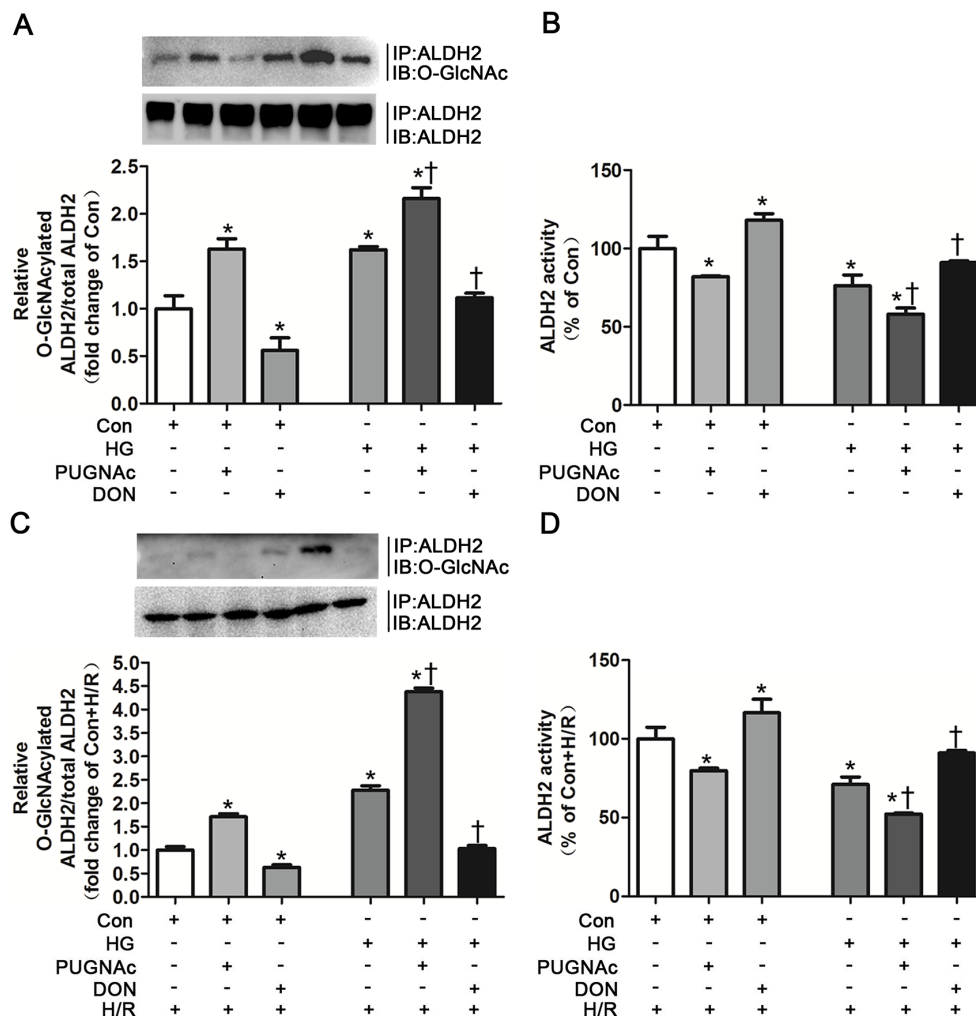 A
IP:ALDH2
IB:O-GlcNAc
IP:ALDH2
IB:ALDH2
Relative
O-GlcNAcylated
ALDH2/total ALDH2
(fold change of Con)
2.5
2.0
1.5
1.0
0.5
0.0
* * * *† †
Con + + + - - -
HG - - - + + +
PUGNAc - + - - + -
DON - - + - - +
B
ALDH2 activity
(% of Con)
150
100
50
0
* * * *† †
Con + + + - - -
HG - - - + + +
PUGNAc - + - - + -
DON - - + - - +
C
IP:ALDH2
IB:O-GlcNAc
IP:ALDH2
IB:ALDH2
Relative
O-GlcNAcylated
ALDH2/total ALDH2
(fold change of Con+H/R)
5.0
4.5
4.0
3.5
3.0
2.5
2.0
1.5
1.0
0.5
0.0
* * * *† †
Con + + + - - -
HG - - - + + +
PUGNAc - + - - + -
DON - - + - - +
H/R + + + + + +
D
ALDH2 activity
(% of Con+H/R)
150
100
50
0
* * * *† †
Con + + + - - -
HG - - - + + +
PUGNAc - + - - + -
DON - - + - - +
H/R + + + + + +